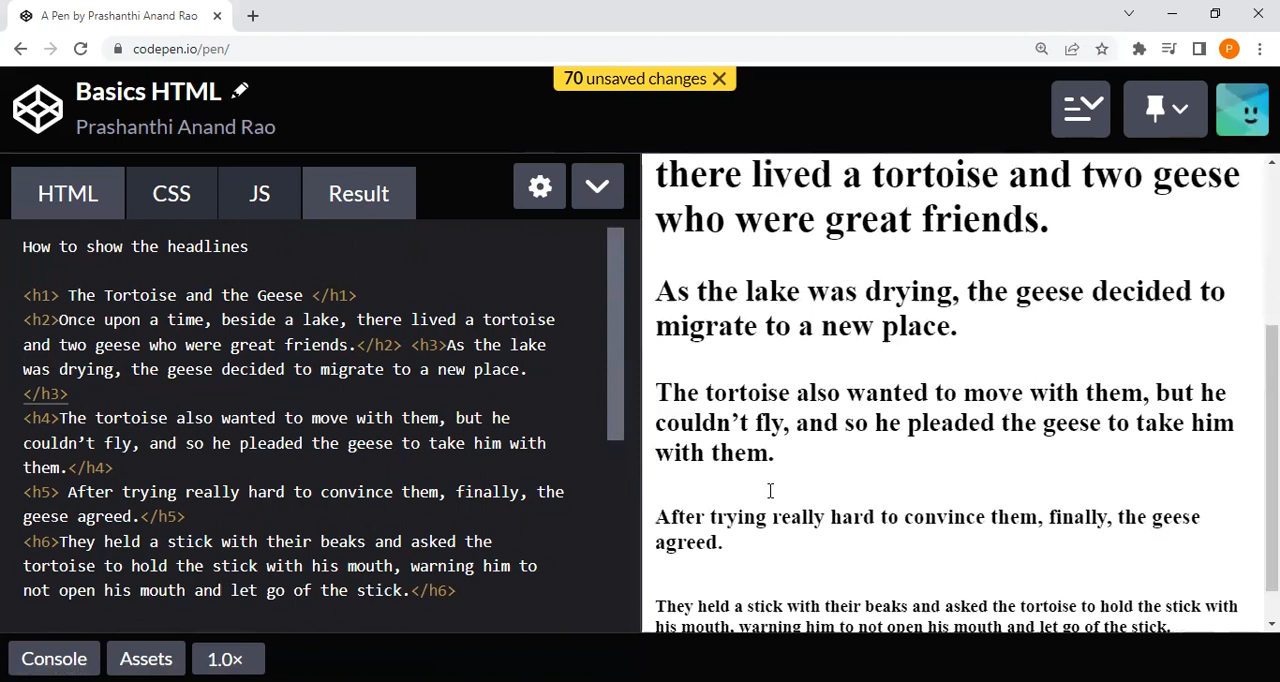 A Pen by Prashanthi Anand Rao
codepen.io/pen/
P
70 unsaved changes
Basics HTML
Prashanthi Anand Rao
HTML
CSS
JS
Result
How to show the headlines
<h1> The Tortoise and the Geese </h1>
<h2>Once upon a time, beside a lake, there lived a tortoise
and two geese who were great friends.</h2> <h3>As the lake
was drying, the geese decided to migrate to a new place.
</h3>
<h4>The tortoise also wanted to move with them, but he
couldn’t fly, and so he pleaded the geese to take him with
them.</h4>
<h5> After trying really hard to convince them, finally, the
geese agreed.</h5>
<h6>They held a stick with their beaks and asked the
tortoise to hold the stick with his mouth, warning him to
not open his mouth and let go of the stick.</h6>
there lived a tortoise and two geese
who were great friends.
As the lake was drying, the geese decided to
migrate to a new place.
The tortoise also wanted to move with them, but he
couldn’t fly, and so he pleaded the geese to take him
with them.
After trying really hard to convince them, finally, the geese
agreed.
They held a stick with their beaks and asked the tortoise to hold the stick with
his mouth, warning him to not open his mouth and let go of the stick.
Console
Assets
1.0×